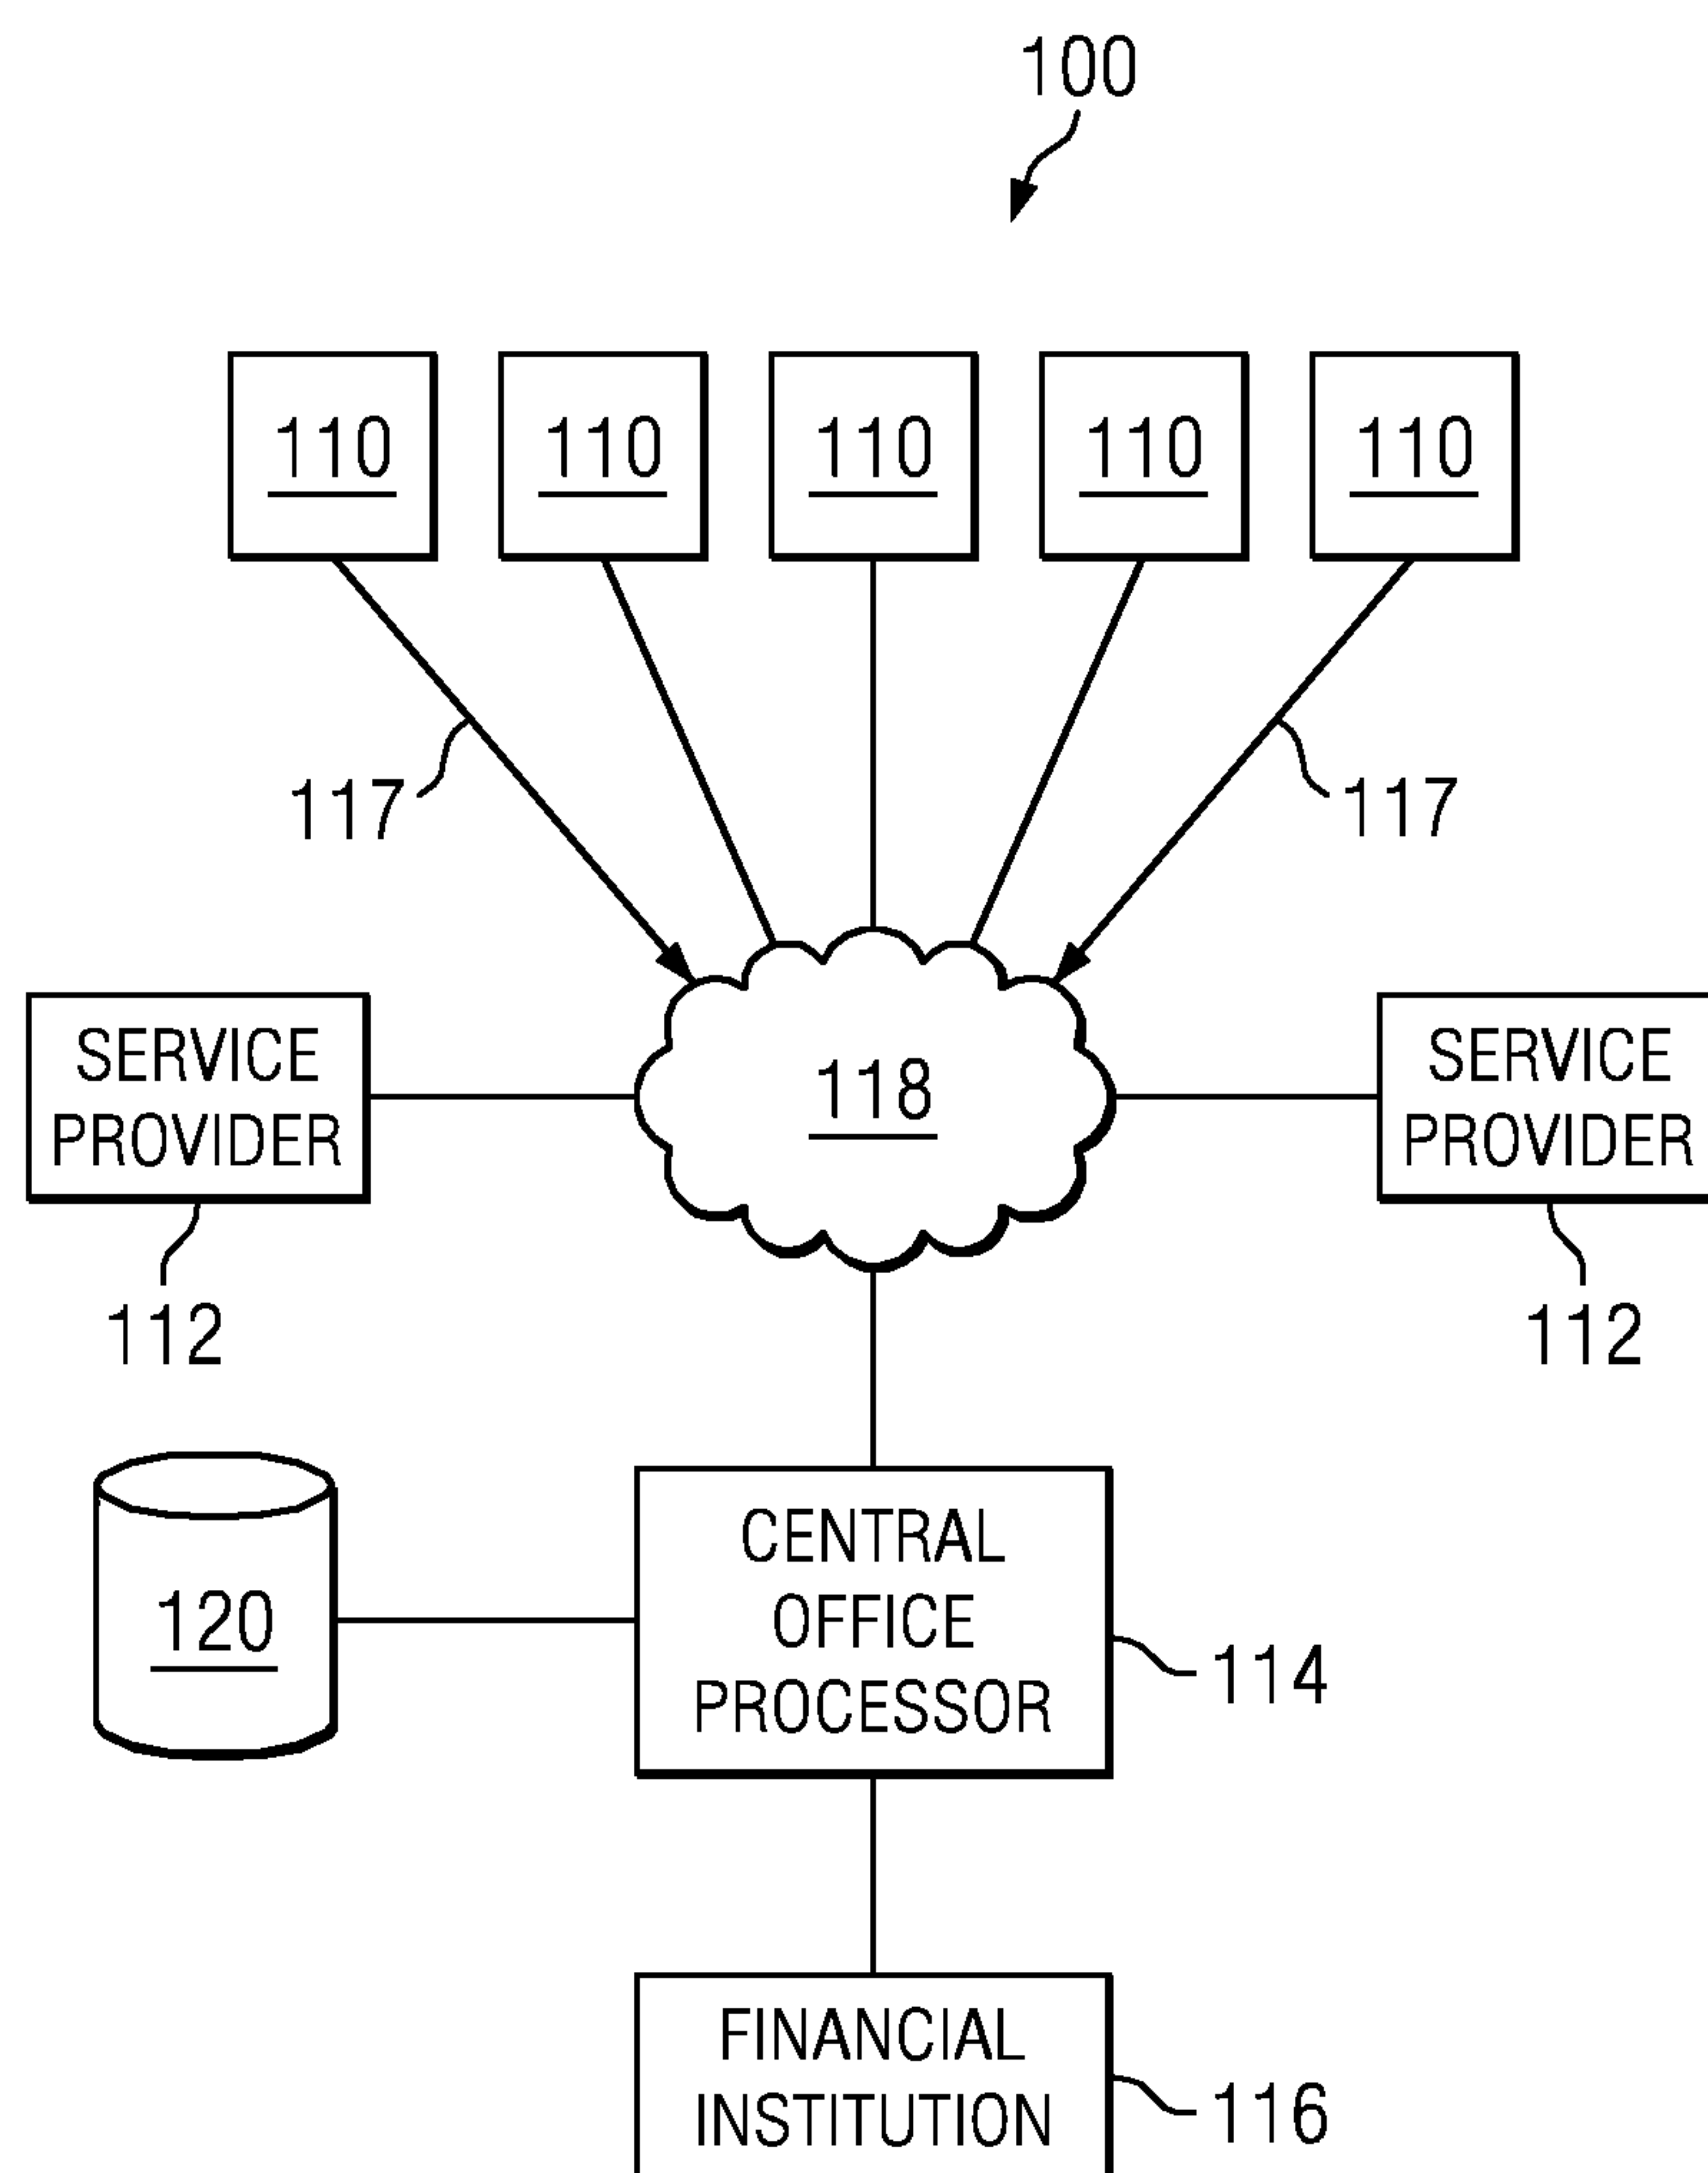 100
110 110 110 110 110
117 117
SERVICE
PROVIDER
118
SERVICE
PROVIDER
112 112
CENTRAL
OFFICE
PROCESSOR
120
114
FINANCIAL
INSTITUTION
116